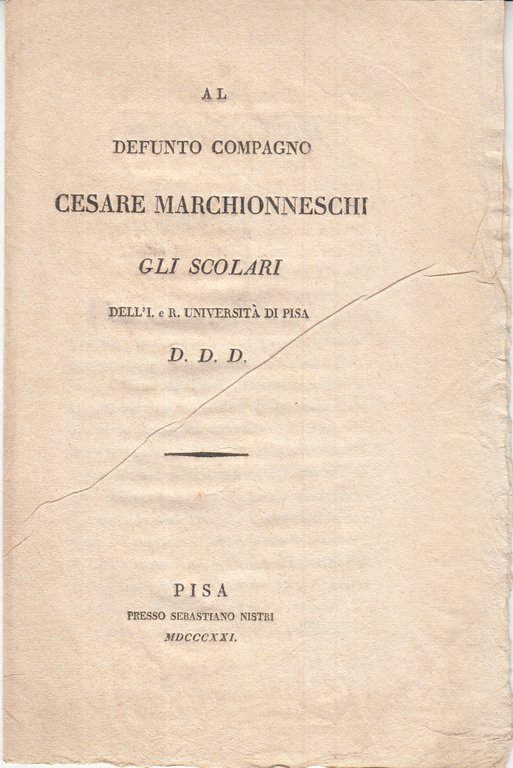 AL
DEFUNTO COMPAGNO
CESARE MARCHIONNESCHI
GLI SCOLARI
DELL'I. e R. UNIVERSITÀ DI PISA
D. D. D.
PISA
PRESSO SEBASTIANO NISTRI
MDCCCXXI.